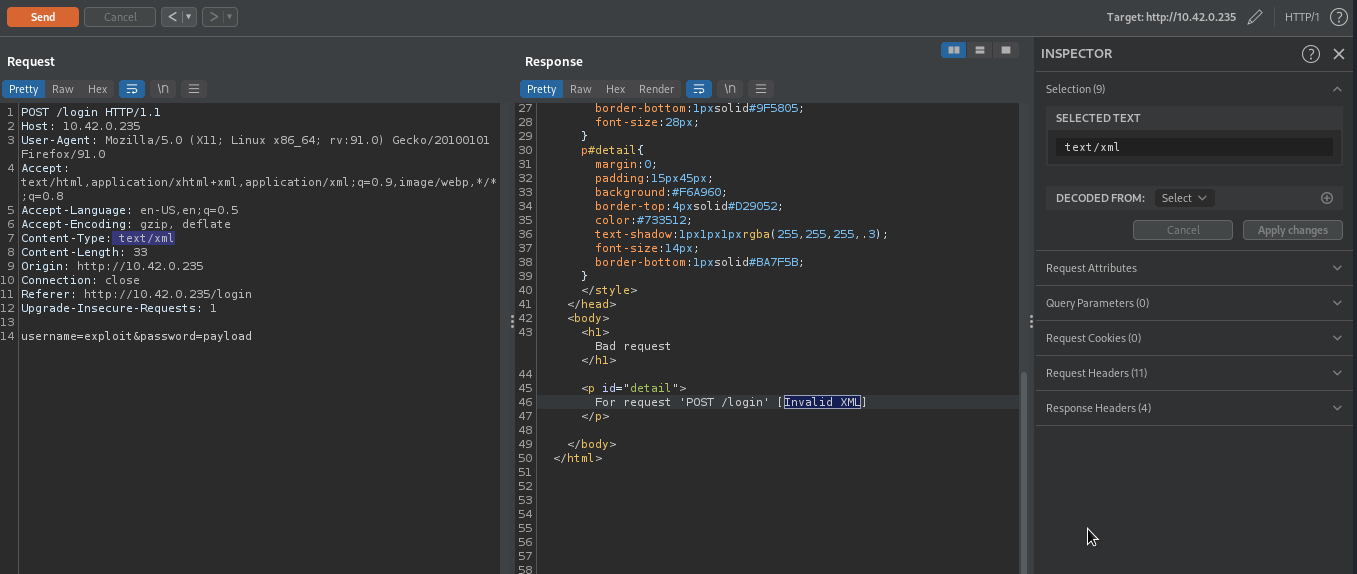 Send
Cancel
<
>
Target: http://10.42.0.235
HTTP/1
?
Request
Pretty
Raw
Hex
\n
1 POST /login HTTP/1.1
2 Host: 10.42.0.235
3 User-Agent: Mozilla/5.0 (X11; Linux x86_64; rv:91.0) Gecko/20100101
Firefox/91.0
4 Accept:
text/html,application/xhtml+xml,application/xml;q=0.9,image/webp,*/*
;q=0.8
5 Accept-Language: en-US,en;q=0.5
6 Accept-Encoding: gzip, deflate
7 Content-Type: text/xml
8 Content-Length: 33
9 Origin: http://10.42.0.235
10 Connection: close
11 Referer: http://10.42.0.235/login
12 Upgrade-Insecure-Requests: 1
13
14 username=exploit&password=payload
Response
Pretty
Raw
Hex
Render
\n
27 border-bottom:1pxsolid#9F5805;
28 font-size:28px;
29 }
30 p#detail{
31 margin:0;
32 padding:15px45px;
33 background:#F6A960;
34 border-top:4pxsolid#D29052;
35 color:#733512;
36 text-shadow:1px1px1pxrgba(255,255,255,.3);
37 font-size:14px;
38 border-bottom:1pxsolid#BA7F5B;
39 }
40 </style>
41 </head>
42 <body>
43 <h1>
Bad request
</h1>
44
45 <p id="detail">
46 For request 'POST /login' [Invalid XML]
47 </p>
48
49 </body>
50 </html>
51
52
53
54
55
56
57
58
INSPECTOR
?
Selection (9)
SELECTED TEXT
text/xml
DECODED FROM:
Select
Cancel
Apply changes
Request Attributes
Query Parameters (0)
Request Cookies (0)
Request Headers (11)
Response Headers (4)